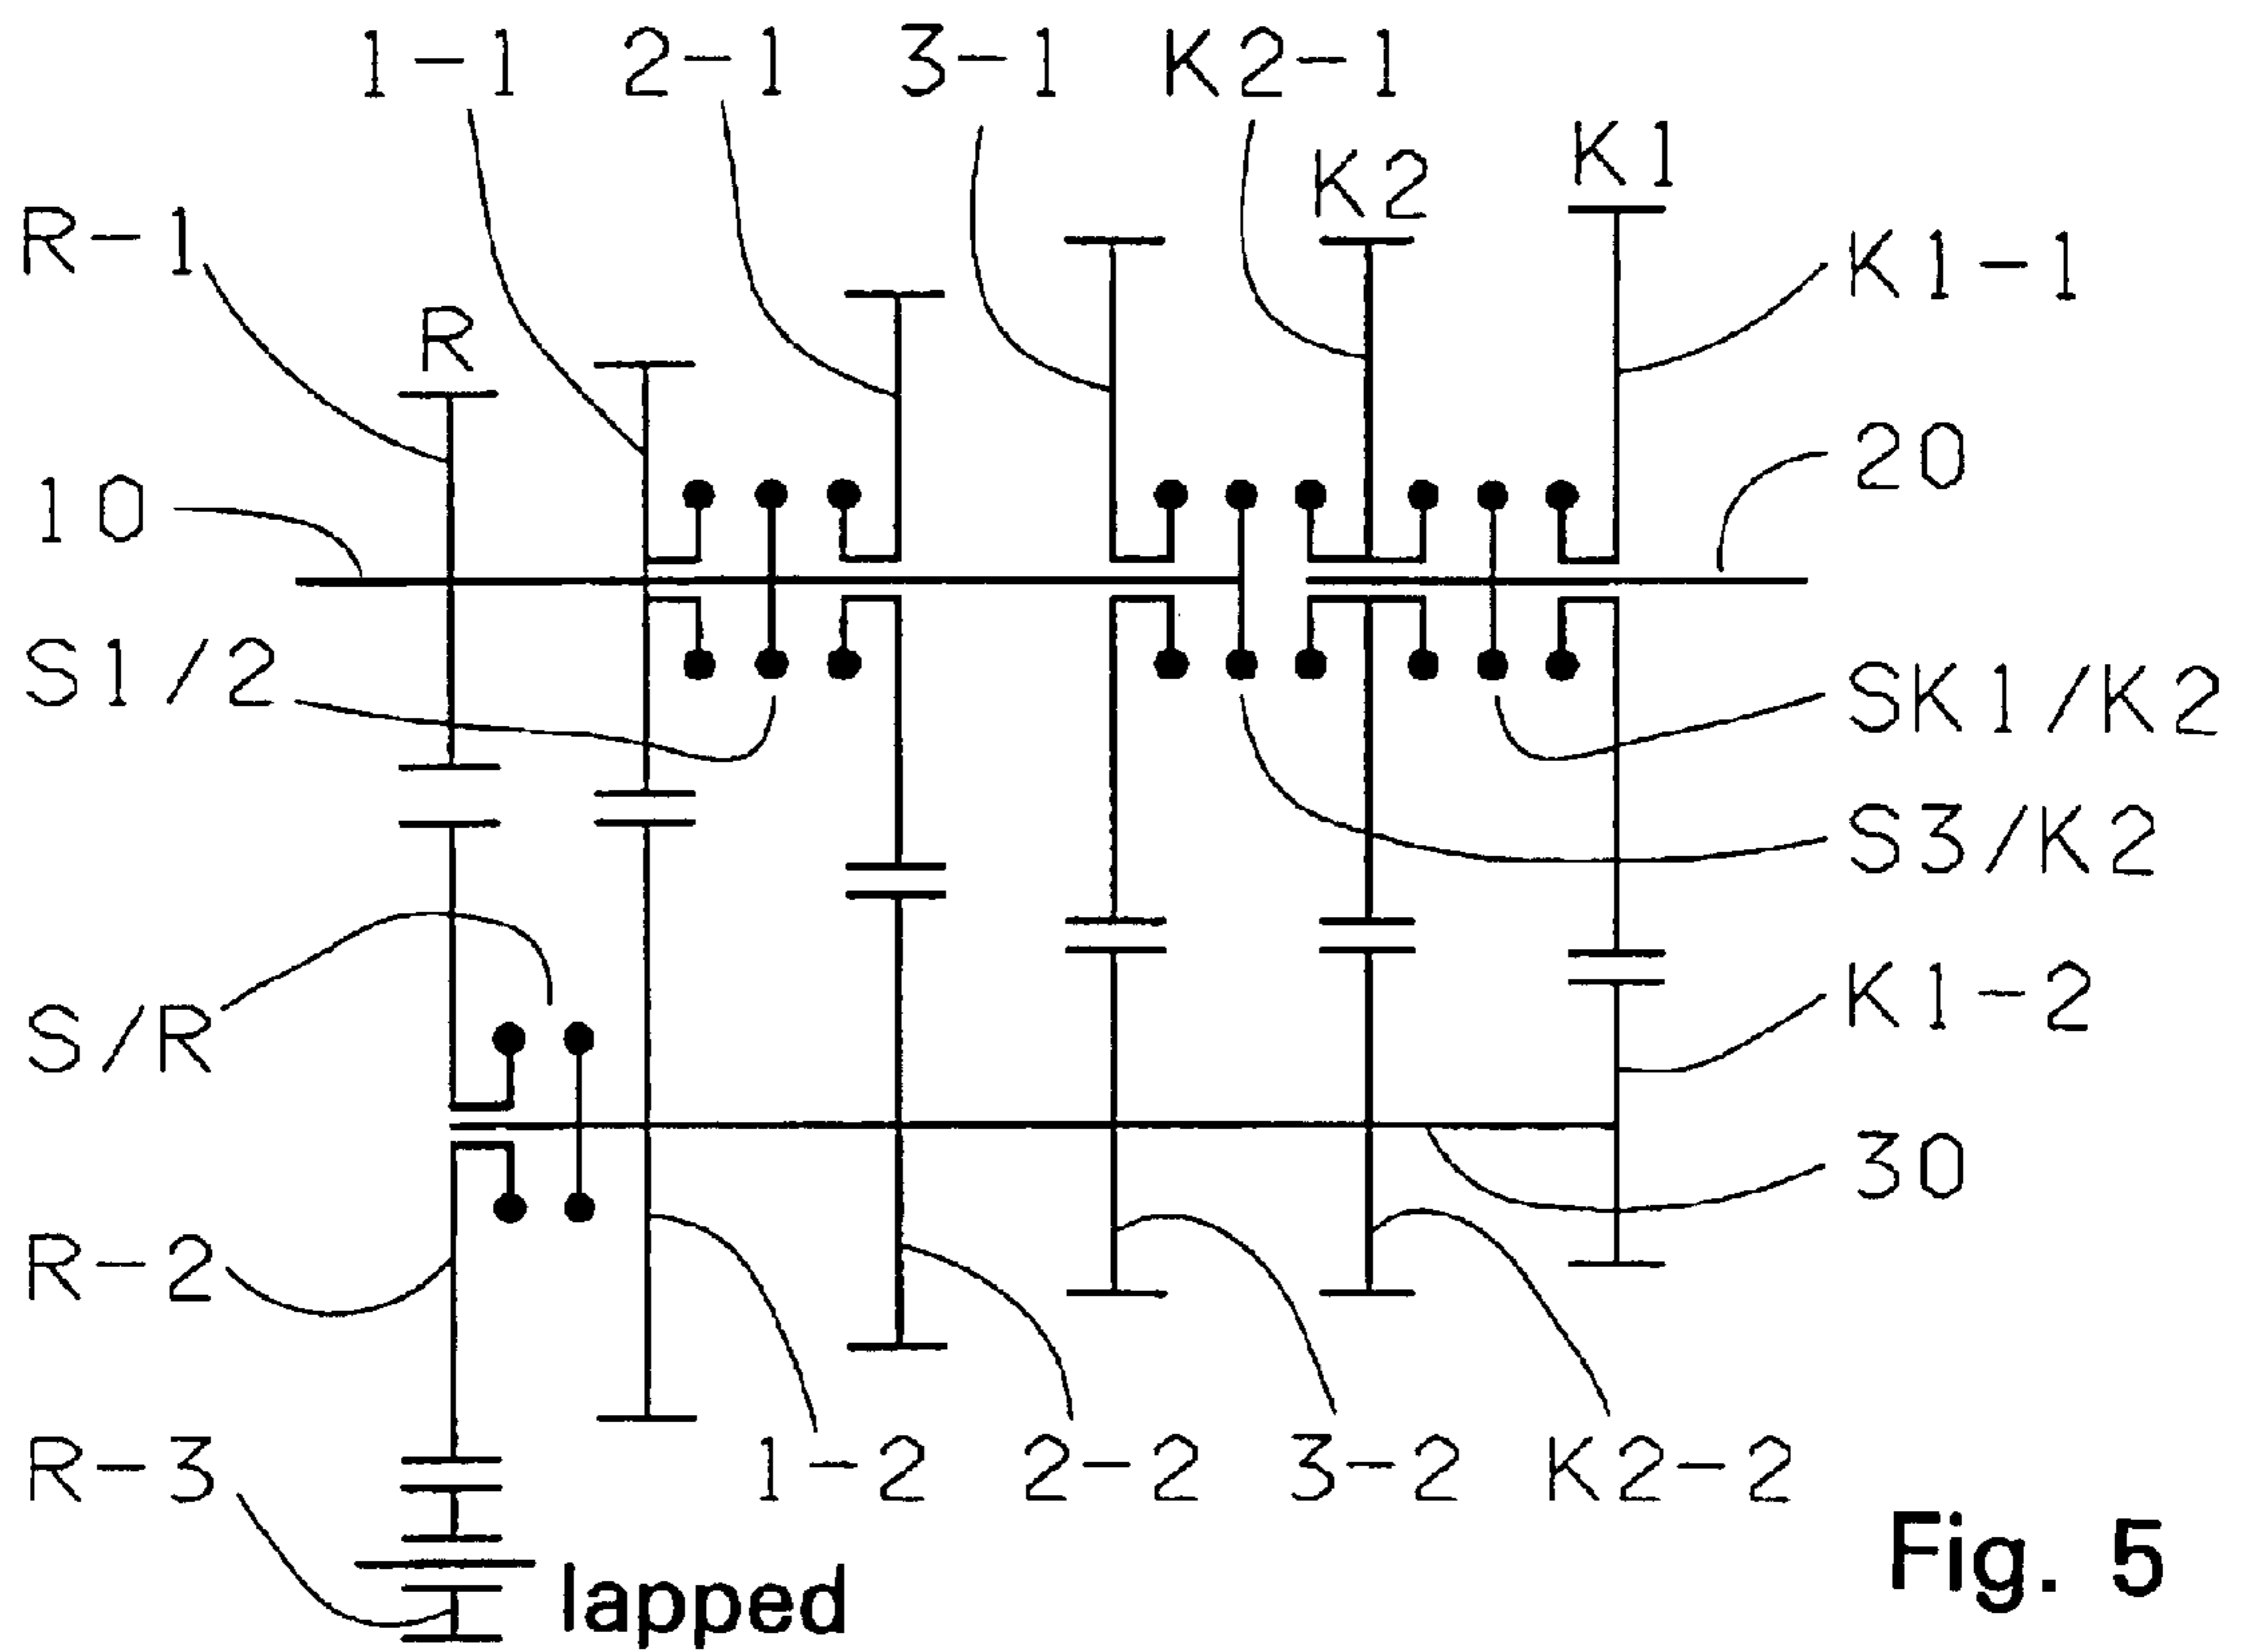 1-1 2-1 3-1 K2-1
K2 K1
R-1
R
K1-1
10
20
S1/2
SK1/K2
S3/K2
S/R
K1-2
30
R-2
R-3
1-2 2-2 3-2 K2-2
lapped
Fig. 5